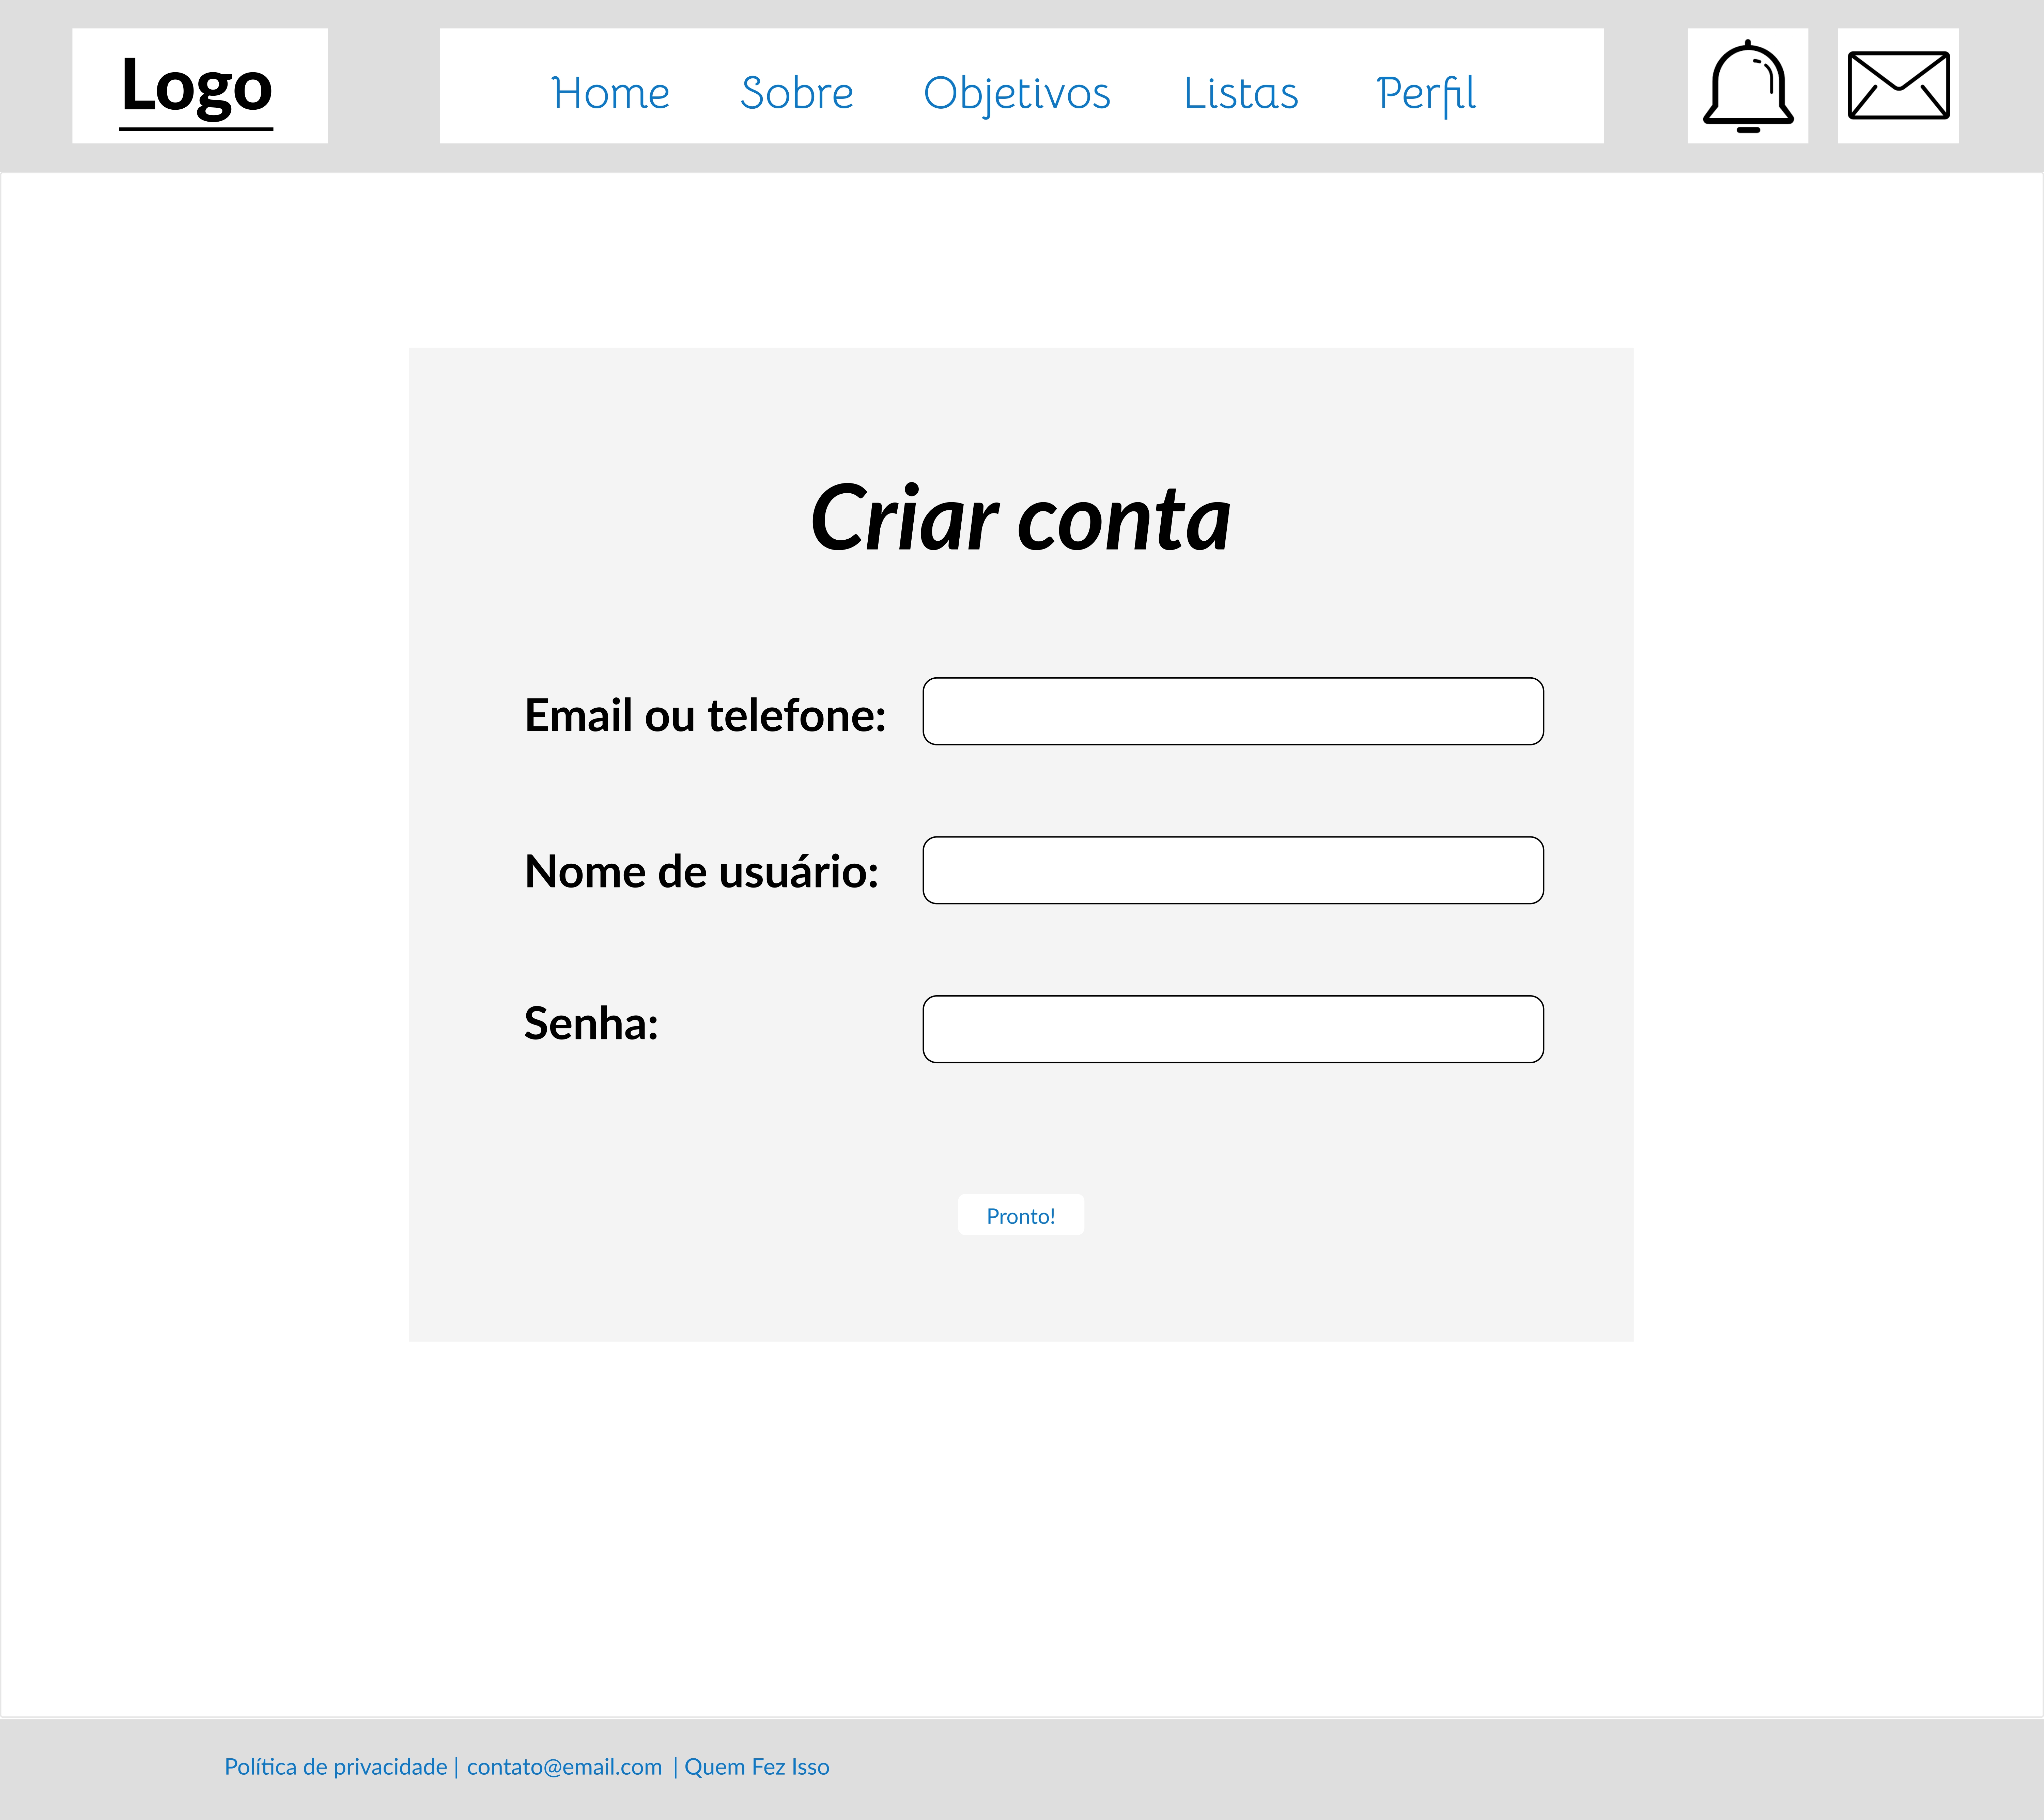 Logo
Home Sobre Objetivos Listas Perfil
Criar conta
Email ou telefone:
Nome de usuário:
Senha:
Pronto!
Política de privacidade | contato@email.com | Quem Fez Isso